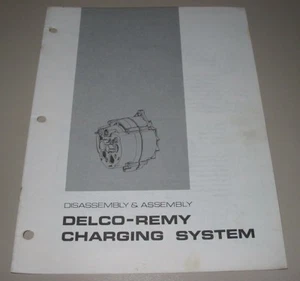 DISASSEMBLY & ASSEMBLY
DELCO-REMY
CHARGING SYSTEM